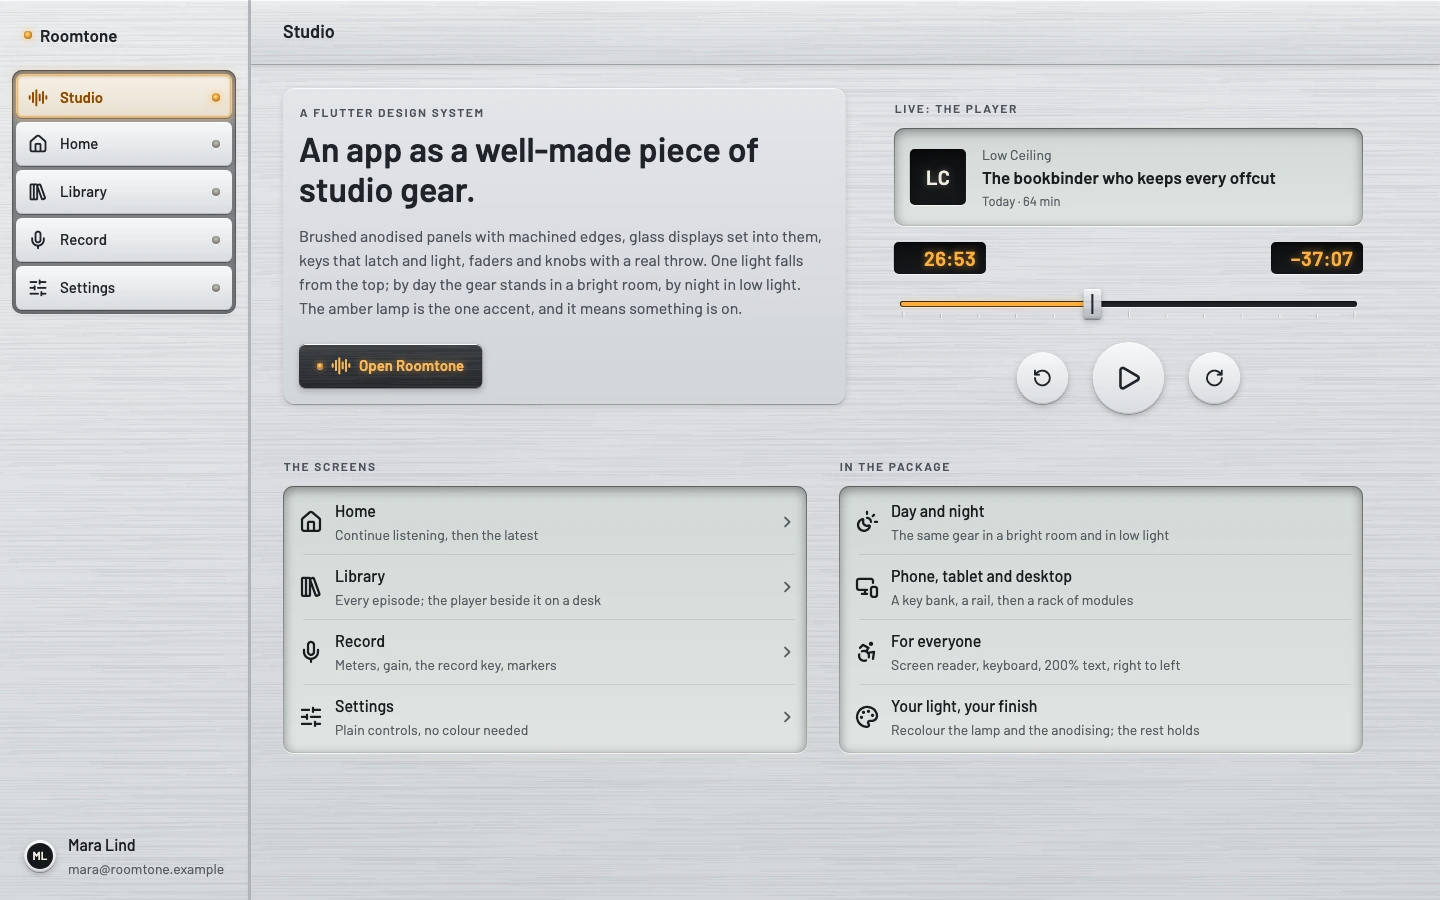 Roomtone
Studio
Home
Library
Record
Settings
Mara Lind
ML
mara@roomtone.example
Studio
A FLUTTER DESIGN SYSTEM
An app as a well-made piece of
studio gear.
Brushed anodised panels with machined edges, glass displays set into them,
keys that latch and light, faders and knobs with a real throw. One light falls
from the top; by day the gear stands in a bright room, by night in low light.
The amber lamp is the one accent, and it means something is on.
Open Roomtone
LIVE: THE PLAYER
Low Ceiling
LC
The bookbinder who keeps every offcut
Today · 64 min
26:53
−37:07
THE SCREENS
Home
Continue listening, then the latest
Library
Every episode; the player beside it on a desk
Record
Meters, gain, the record key, markers
Settings
Plain controls, no colour needed
IN THE PACKAGE
Day and night
The same gear in a bright room and in low light
Phone, tablet and desktop
A key bank, a rail, then a rack of modules
For everyone
Screen reader, keyboard, 200% text, right to left
Your light, your finish
Recolour the lamp and the anodising; the rest holds